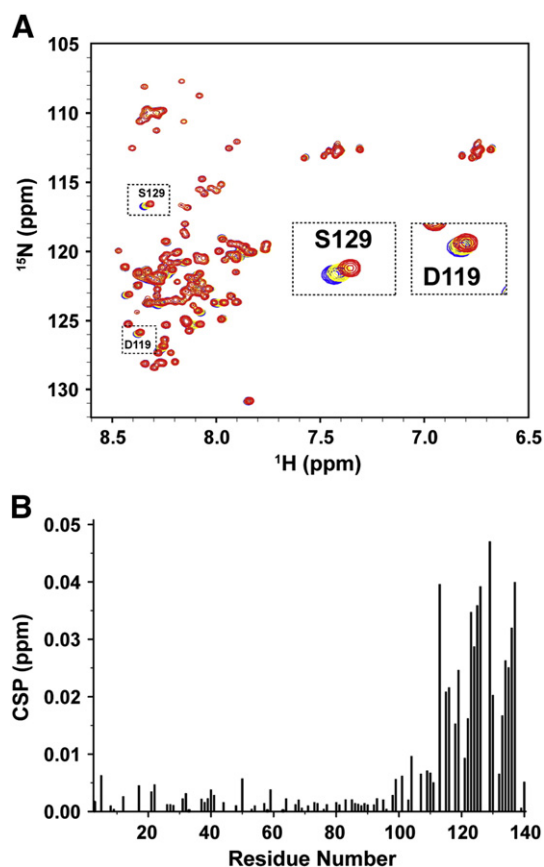 A
105
110
115
120
125
130
15N (ppm)
S129
D119
S129
D119
8.5 8.0 7.5 7.0 6.5
1H (ppm)
B
0.05
0.04
0.03
0.02
0.01
0.00
CSP (ppm)
20 40 60 80 100 120 140
Residue Number